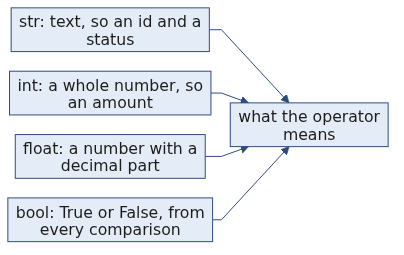 str: text, so an id and a
status
int: a whole number, so
an amount
float: a number with a
decimal part
bool: True or False, from
every comparison
what the operator
means